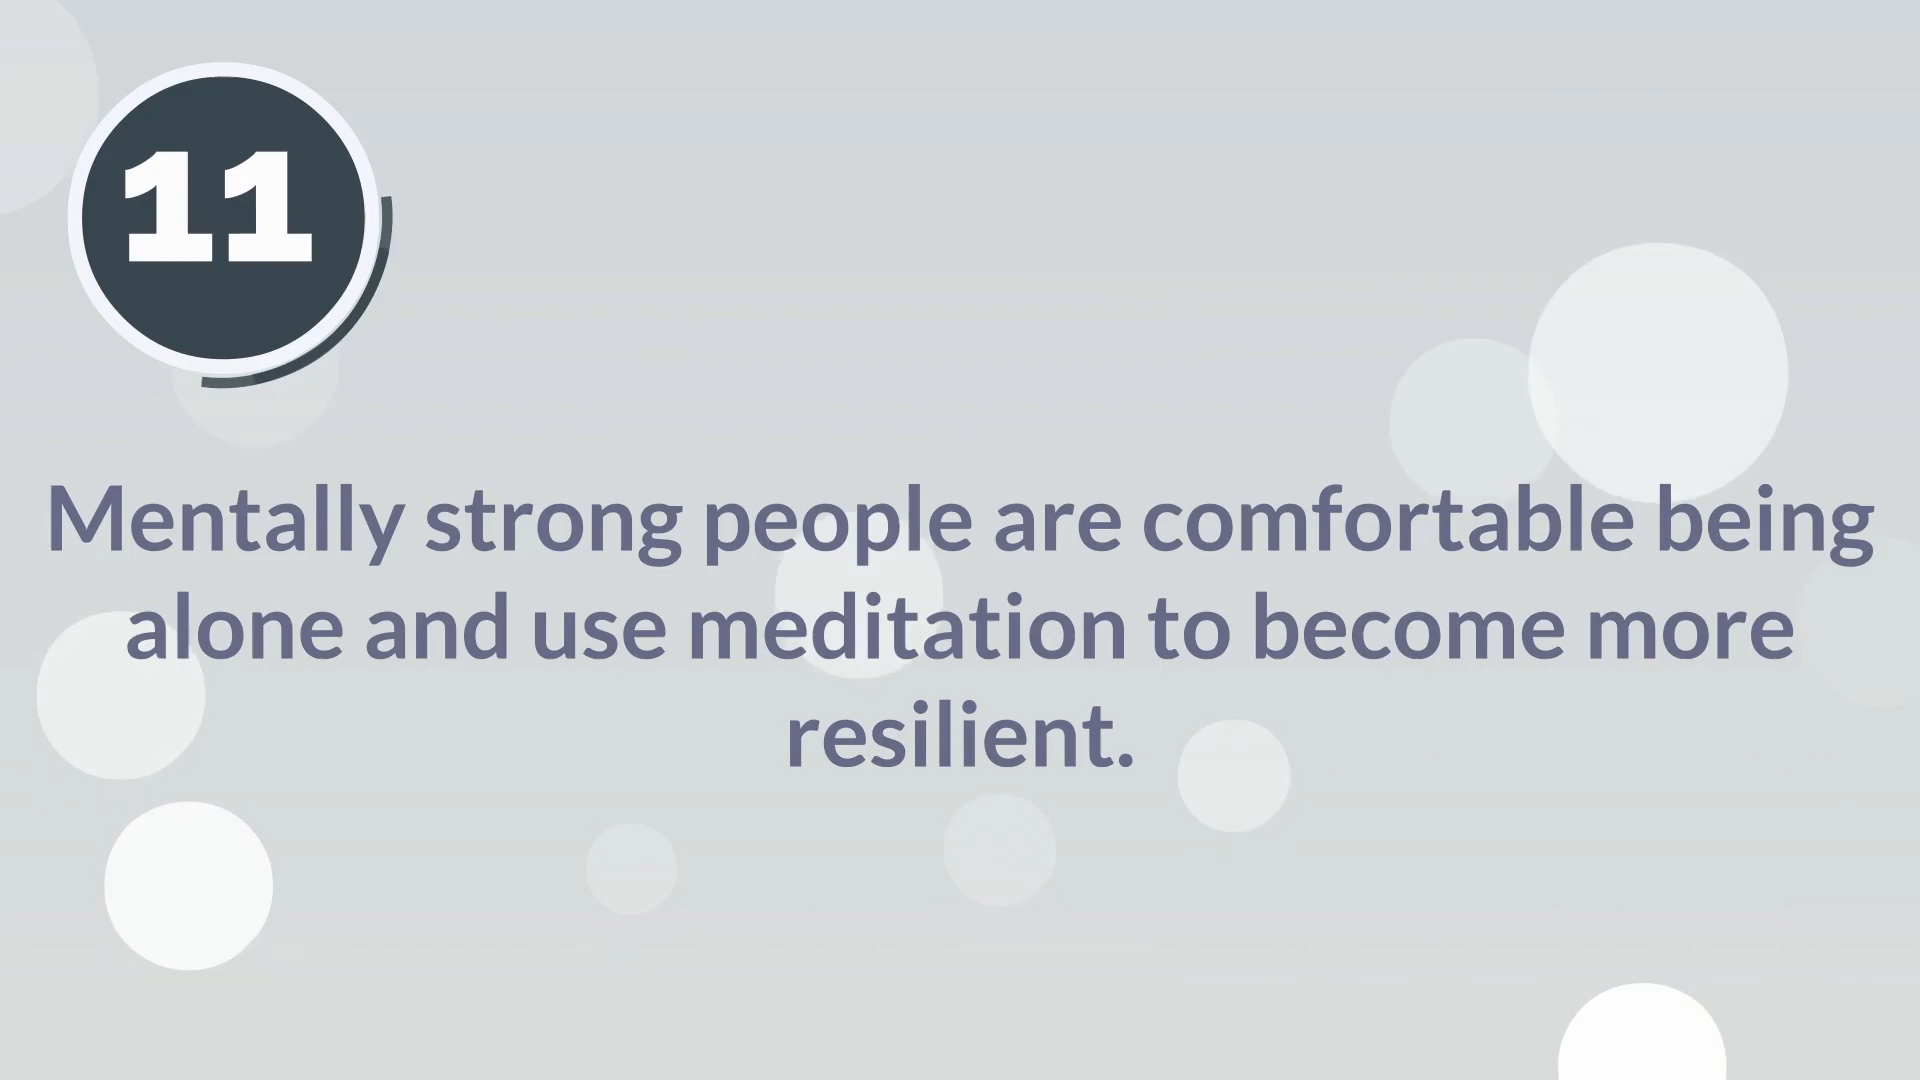 11
Mentally strong people are comfortable being
alone and use meditation to become more
resilient.